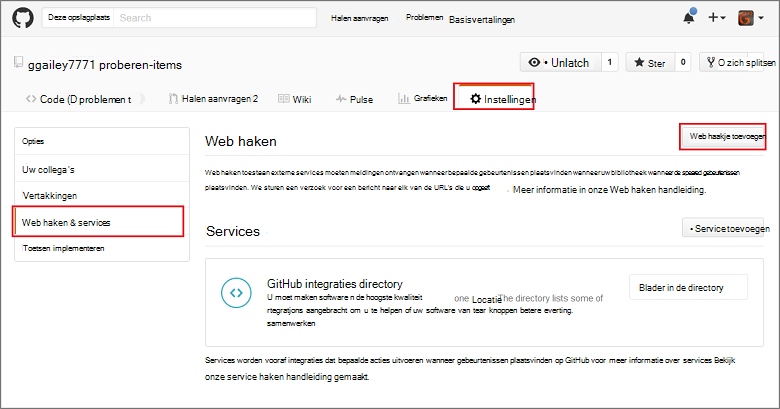 Deze opslagplaats Search Halen aanvragen Problemen Basisvertalingen
ggailey7771 proberen-items
• Unlatch 1 Ster 0 O zich splitsen
Code (D problemen t Halen aanvragen 2 Wiki Pulse Grafieken Instellingen
Opties
Uw collega's
Vertakkingen
Web haken & services
Toetsen implementeren
Web haken
Web haakje toevoegen
Web haken toestaan externe services moeten meldingen ontvangen wanneer bepaalde gebeurtenissen plaatsvinden wanneer uw bibliotheek wanneer de gebeurtenissen
plaatsvinden. We sturen een verzoek voor een bericht naar elk van de URL's die u opgeeft . Meer informatie in onze Web haken handleiding.
Services
• Service toevoegen
GitHub integraties directory
U moet maken software n de hoogste kwaliteit one Locatie The directory lists some of
rtegratjons aangebracht om u te helpen of uw software van tear knoppen betere everting.
samenwerken
Blader in de directory
Services worden vooraf integraties dat bepaalde acties uitvoeren wanneer gebeurtenissen plaatsvinden op GitHub voor meer informatie over services Bekijk
onze service haken handleiding gemaakt.